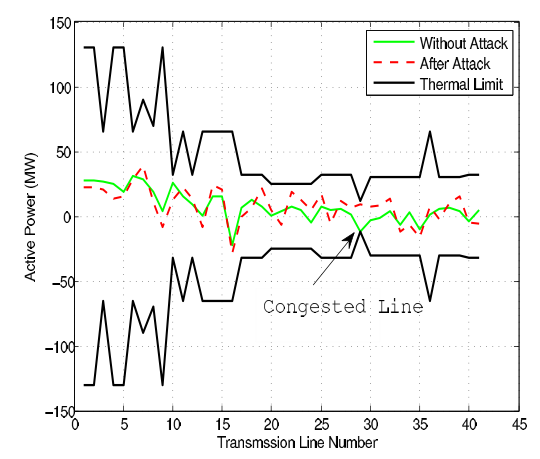 150
100
50
0
−50
−100
−150
Active Power (MW)
Without Attack
After Attack
Thermal Limit
Congested Line
0 5 10 15 20 25 30 35 40 45
Transmssion Line Number